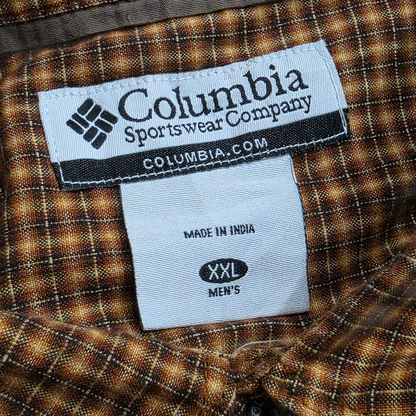 Columbia
Sportswear Company
COLUMBIA.COM
MADE IN INDIA
XXL
MEN'S